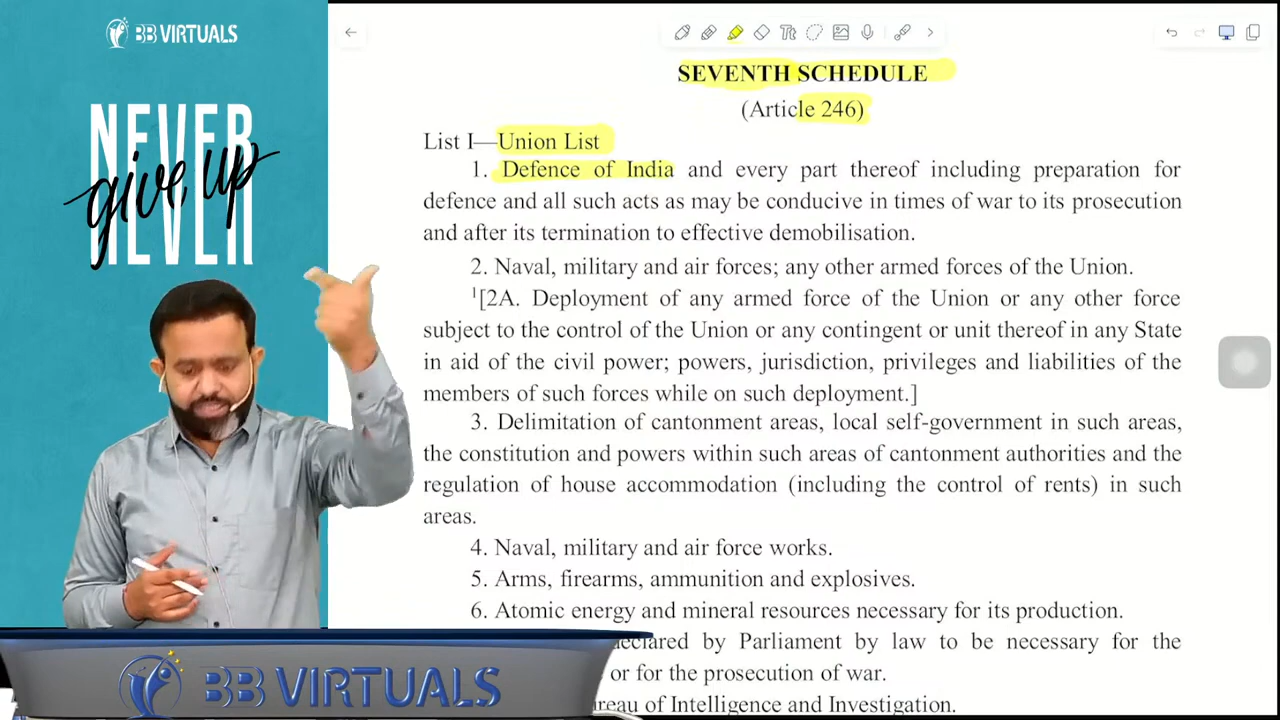 BB VIRTUALS
NEVER
give up
NEVER
SEVENTH SCHEDULE
(Article 246)
List I—Union List
1. Defence of India and every part thereof including preparation for
defence and all such acts as may be conducive in times of war to its prosecution
and after its termination to effective demobilisation.
2. Naval, military and air forces; any other armed forces of the Union.
¹[2A. Deployment of any armed force of the Union or any other force
subject to the control of the Union or any contingent or unit thereof in any State
in aid of the civil power; powers, jurisdiction, privileges and liabilities of the
members of such forces while on such deployment.]
3. Delimitation of cantonment areas, local self-government in such areas,
the constitution and powers within such areas of cantonment authorities and the
regulation of house accommodation (including the control of rents) in such
areas.
4. Naval, military and air force works.
5. Arms, firearms, ammunition and explosives.
6. Atomic energy and mineral resources necessary for its production.
declared by Parliament by law to be necessary for the
or for the prosecution of war.
of Intelligence and Investigation.
BB VIRTUALS